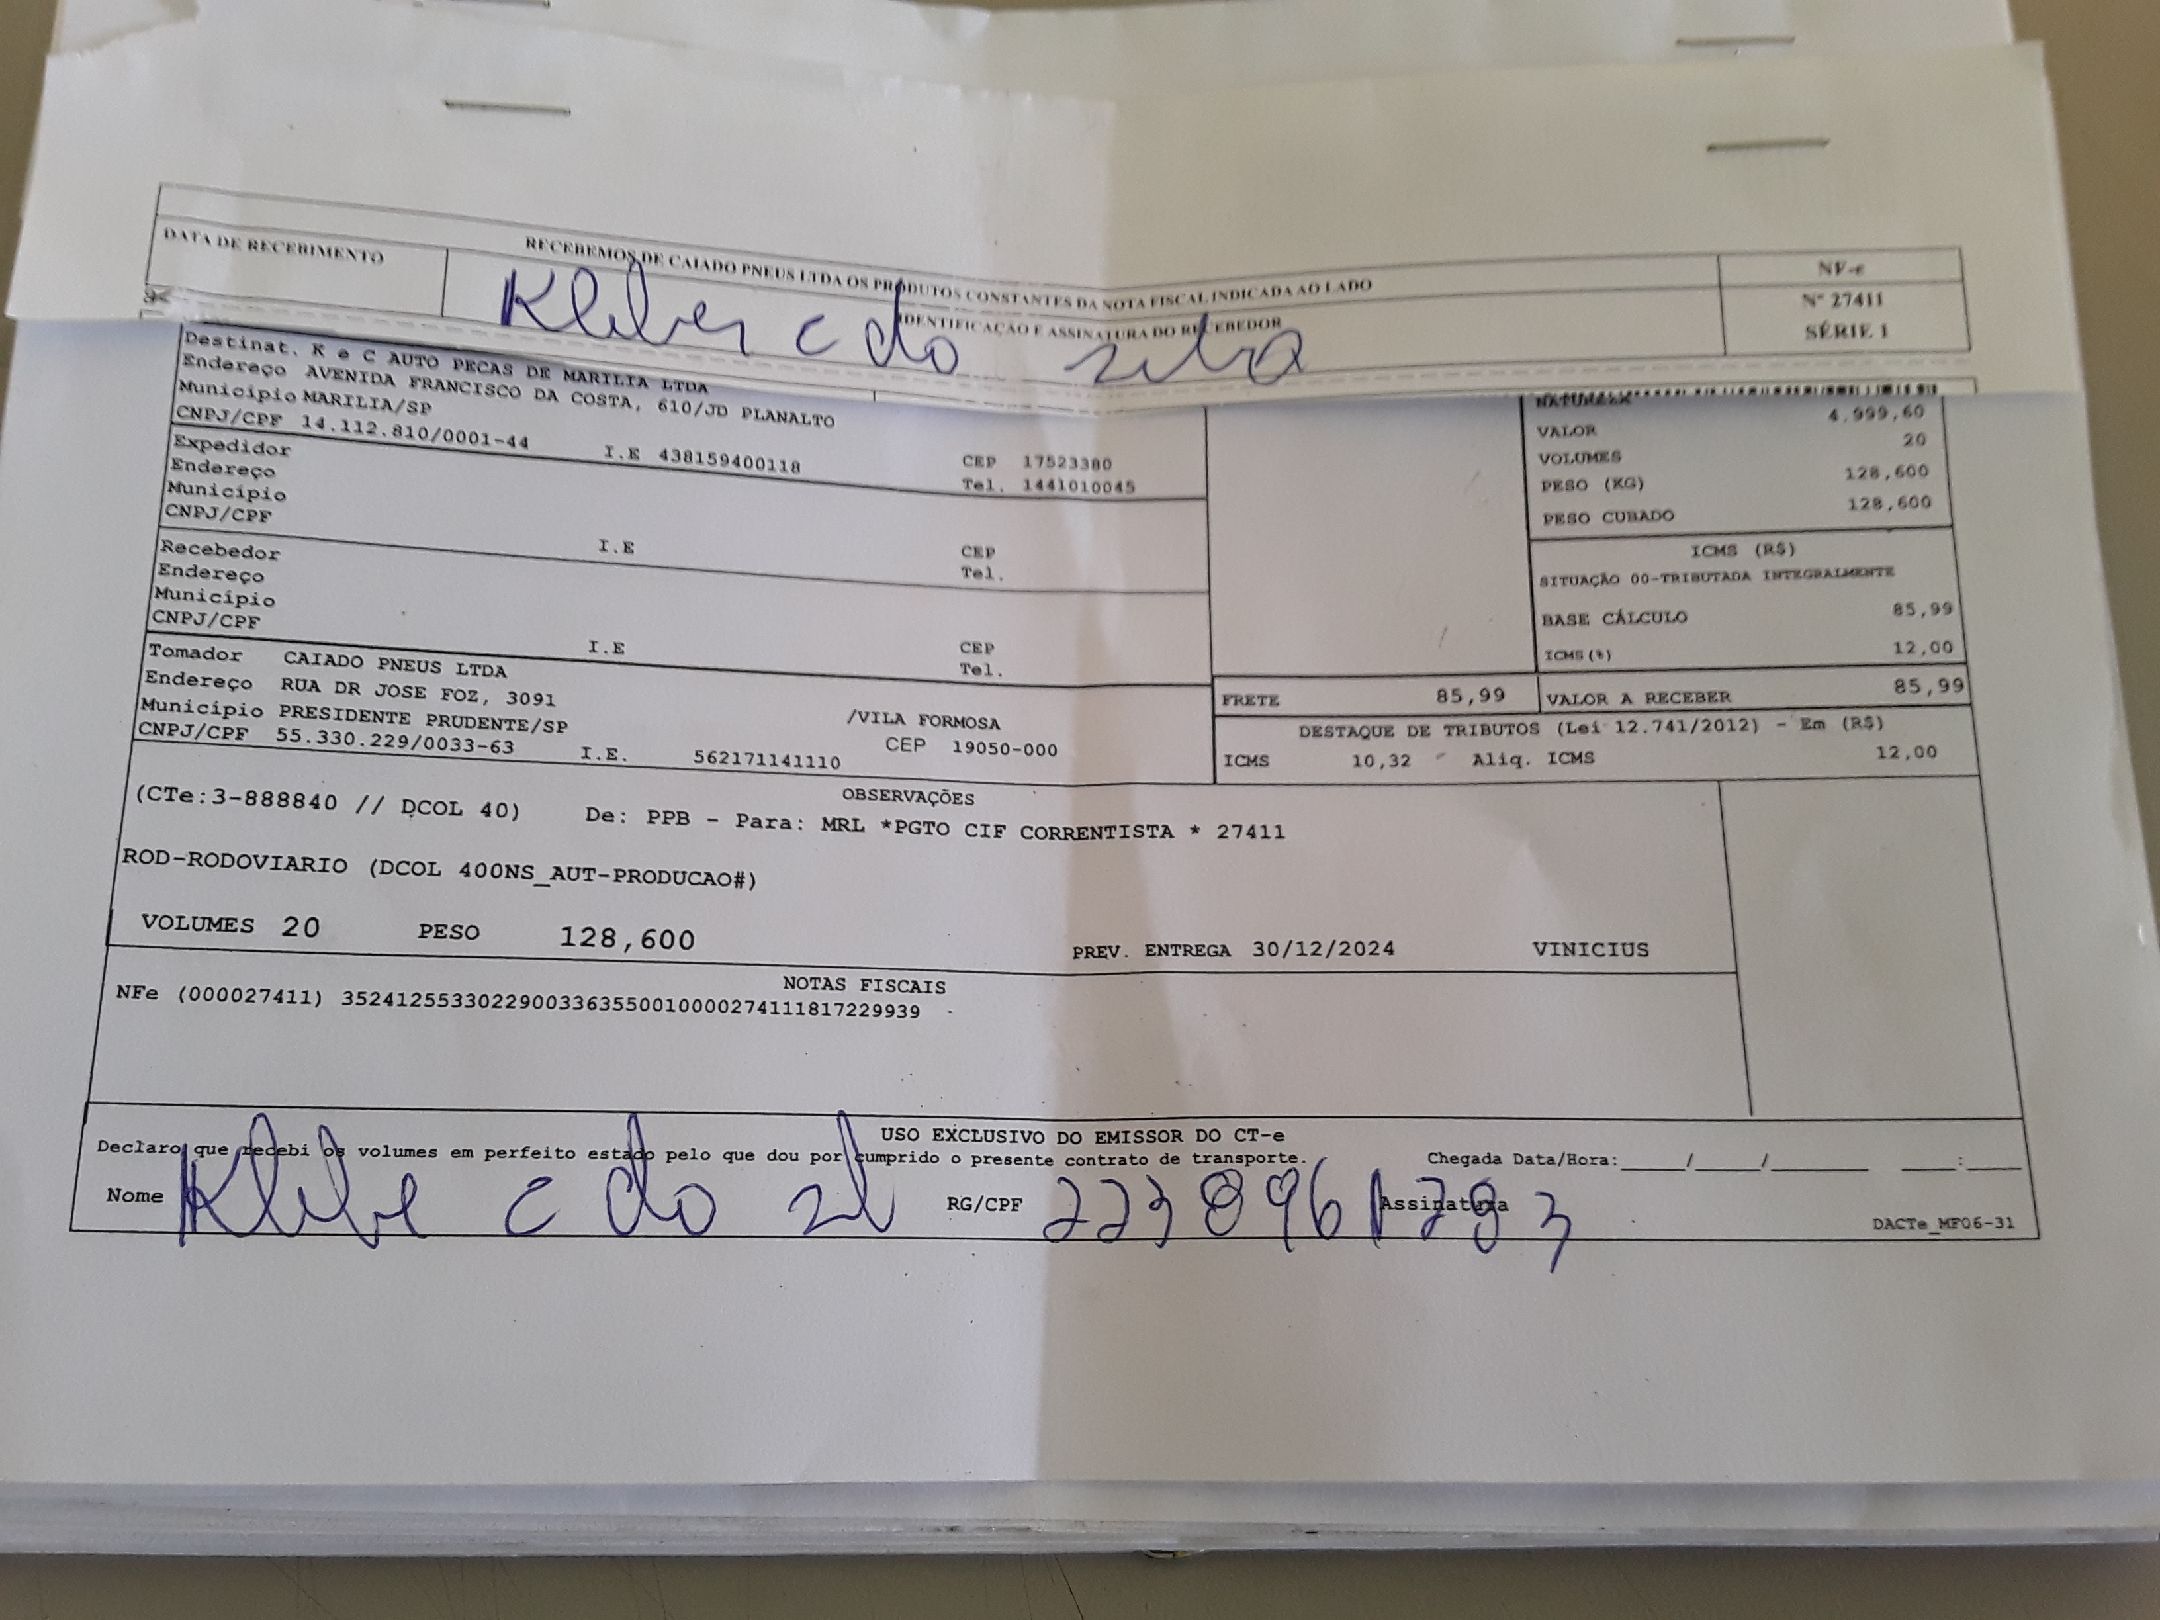 RECEBEMOS DE CAIADO PNEUS LTDA OS PRODUTOS CONSTANTES DA NOTA FISCAL INDICADA AO LADO
NF-e
Nº 27411
SÉRIE 1
DATA DE RECEBIMENTO
IDENTIFICAÇÃO E ASSINATURA DO RECEBEDOR
Kleber c do
Destinat. K e C AUTO PECAS DE MARILIA LTDA
Endereço AVENIDA FRANCISCO DA COSTA, 610/JD PLANALTO
Município MARILIA/SP
CNPJ/CPF 14.112.810/0001-44 I.E 438159400118
CEP 17523380
Tel. 1441010045
Expedidor
Endereço
Município
CNPJ/CPF I.E
CEP
Tel.
Recebedor
Endereço
Município
CNPJ/CPF I.E
CEP
Tel.
Tomador CAIADO PNEUS LTDA
Endereço RUA DR JOSE FOZ, 3091 /VILA FORMOSA
Município PRESIDENTE PRUDENTE/SP CEP 19050-000
CNPJ/CPF 55.330.229/0033-63 I.E. 562171141110
VALOR 4.999,60
VOLUMES 20
PESO (KG) 128,600
PESO CUBADO 128,600
ICMS (R$)
SITUAÇÃO 00-TRIBUTADA INTEGRALMENTE
BASE CÁLCULO 85,99
ICMS(%) 12,00
FRETE 85,99 VALOR A RECEBER 85,99
DESTAQUE DE TRIBUTOS (Lei 12.741/2012) - Em (R$)
ICMS 10,32 Aliq. ICMS 12,00
OBSERVAÇÕES
(CTe:3-888840 // DCOL 40) De: PPB - Para: MRL *PGTO CIF CORRENTISTA * 27411
ROD-RODOVIARIO (DCOL 400NS_AUT-PRODUCAO#)
VOLUMES 20 PESO 128,600 PREV. ENTREGA 30/12/2024 VINICIUS
NOTAS FISCAIS
NFe (000027411) 35241255330229003363550010000274111817229939
USO EXCLUSIVO DO EMISSOR DO CT-e
Declaro que recebi os volumes em perfeito estado pelo que dou por cumprido o presente contrato de transporte. Chegada Data/Hora:_____/_____/________ ____:____
Nome RG/CPF Assinatura
DACTe_MF06-31